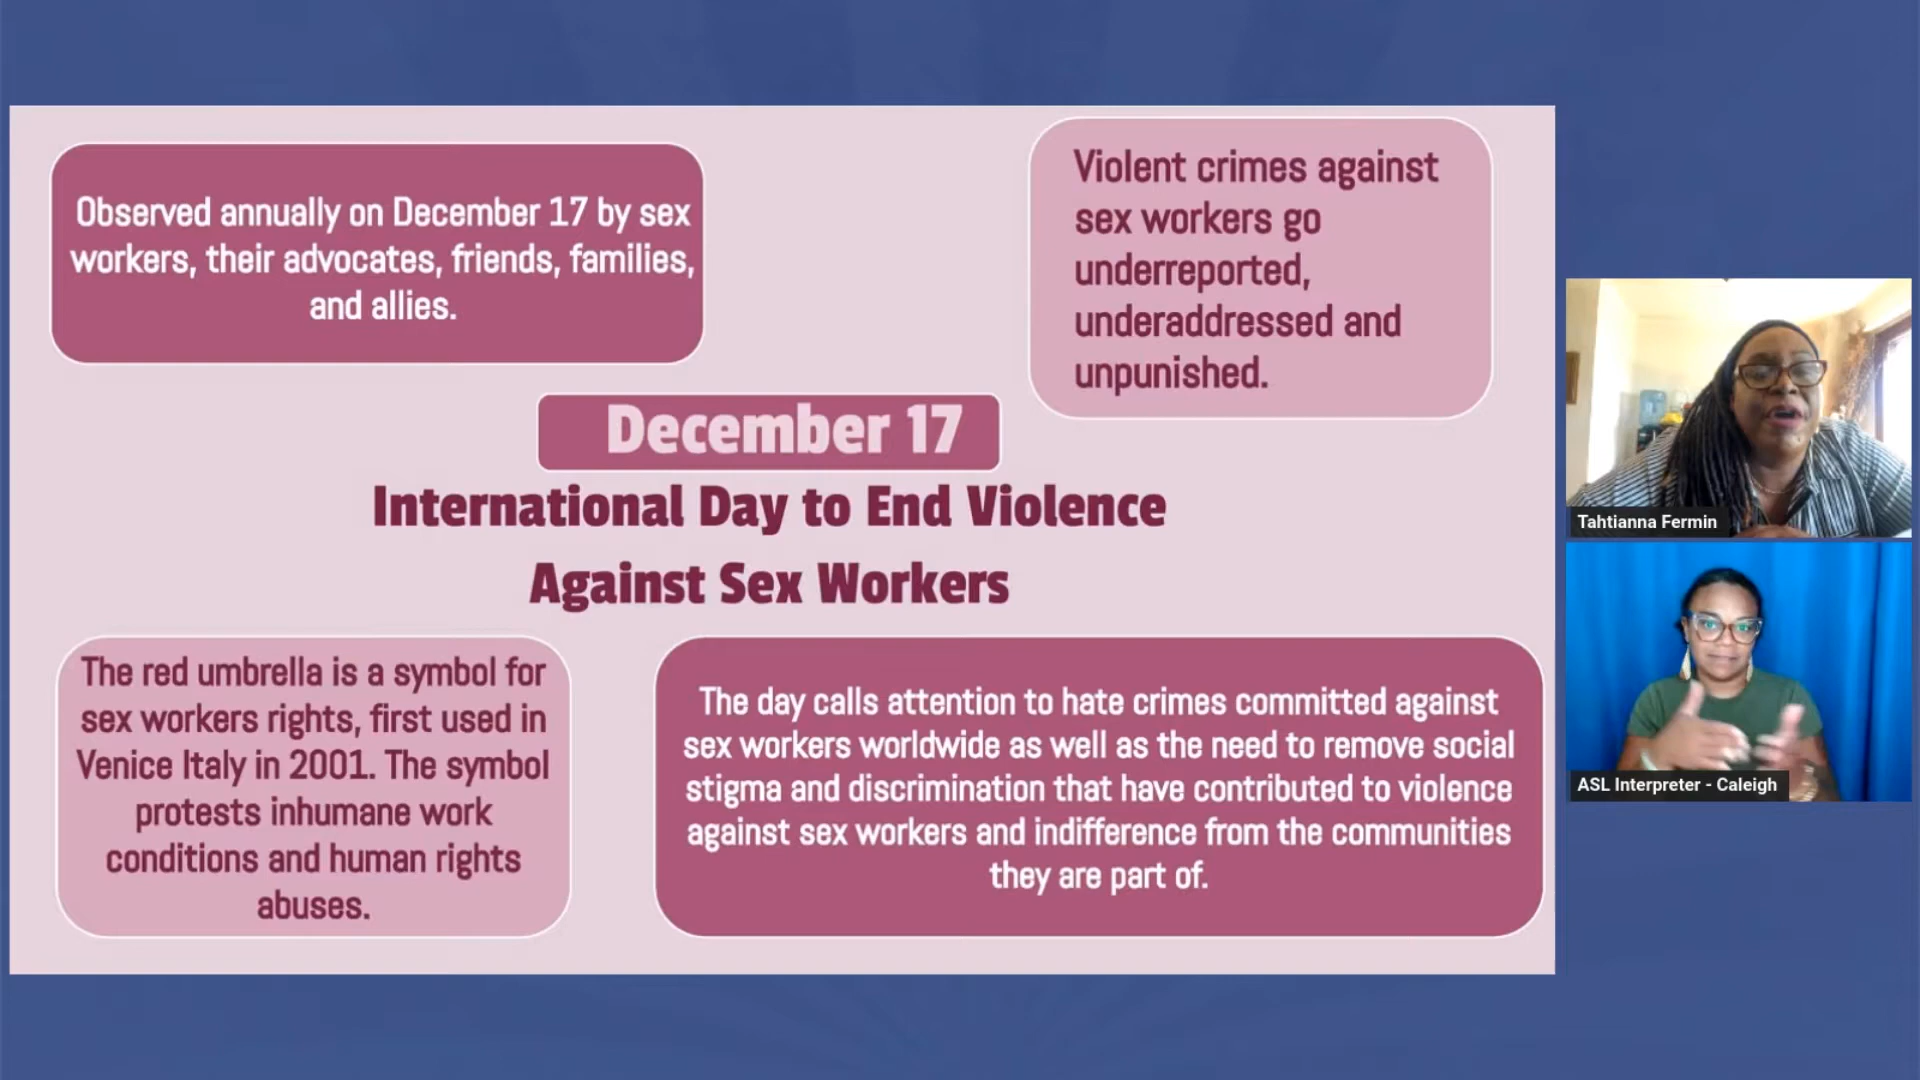 Observed annually on December 17 by sex
workers, their advocates, friends, families,
and allies.
Violent crimes against
sex workers go
underreported,
underaddressed and
unpunished.
December 17
International Day to End Violence
Against Sex Workers
The red umbrella is a symbol for
sex workers rights, first used in
Venice Italy in 2001. The symbol
protests inhumane work
conditions and human rights
abuses.
The day calls attention to hate crimes committed against
sex workers worldwide as well as the need to remove social
stigma and discrimination that have contributed to violence
against sex workers and indifference from the communities
they are part of.
Tahtianna Fermin
ASL Interpreter - Caleigh